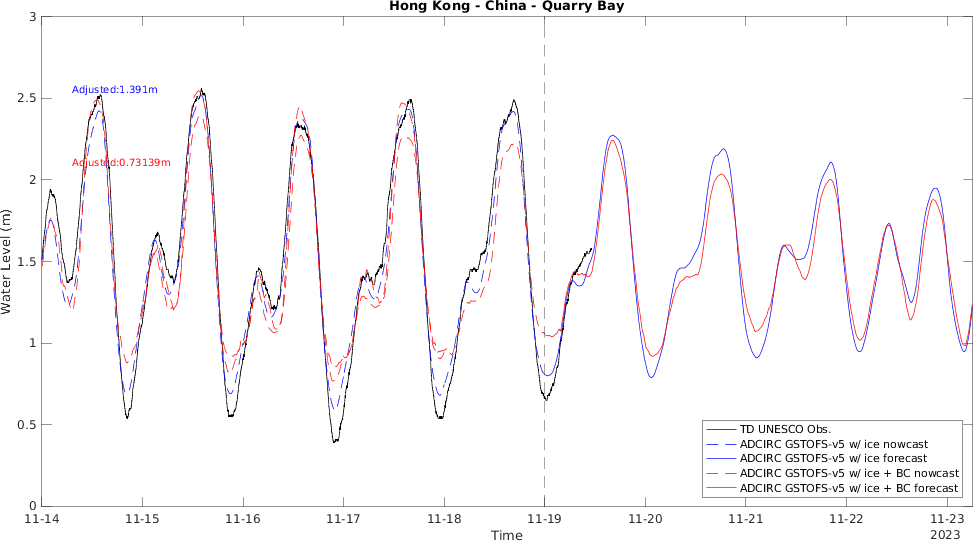 Hong Kong - China - Quarry Bay
3
2.5
2
1.5
1
0.5
0
Water Level (m)
Adjusted:1.391m
Adjusted:0.73139m
TD UNESCO Obs.
ADCIRC GSTOFS-v5 w/ ice nowcast
ADCIRC GSTOFS-v5 w/ ice forecast
ADCIRC GSTOFS-v5 w/ ice + BC nowcast
ADCIRC GSTOFS-v5 w/ ice + BC forecast
11-14 11-15 11-16 11-17 11-18 11-19 11-20 11-21 11-22 11-23
Time
2023